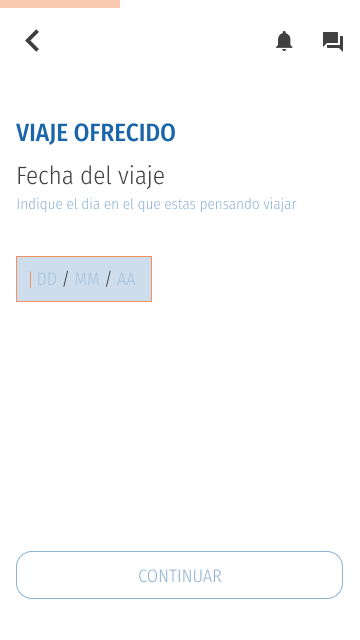 VIAJE OFRECIDO
Fecha del viaje
Indique el dia en el que estas pensando viajar
DD / MM / AA
CONTINUAR